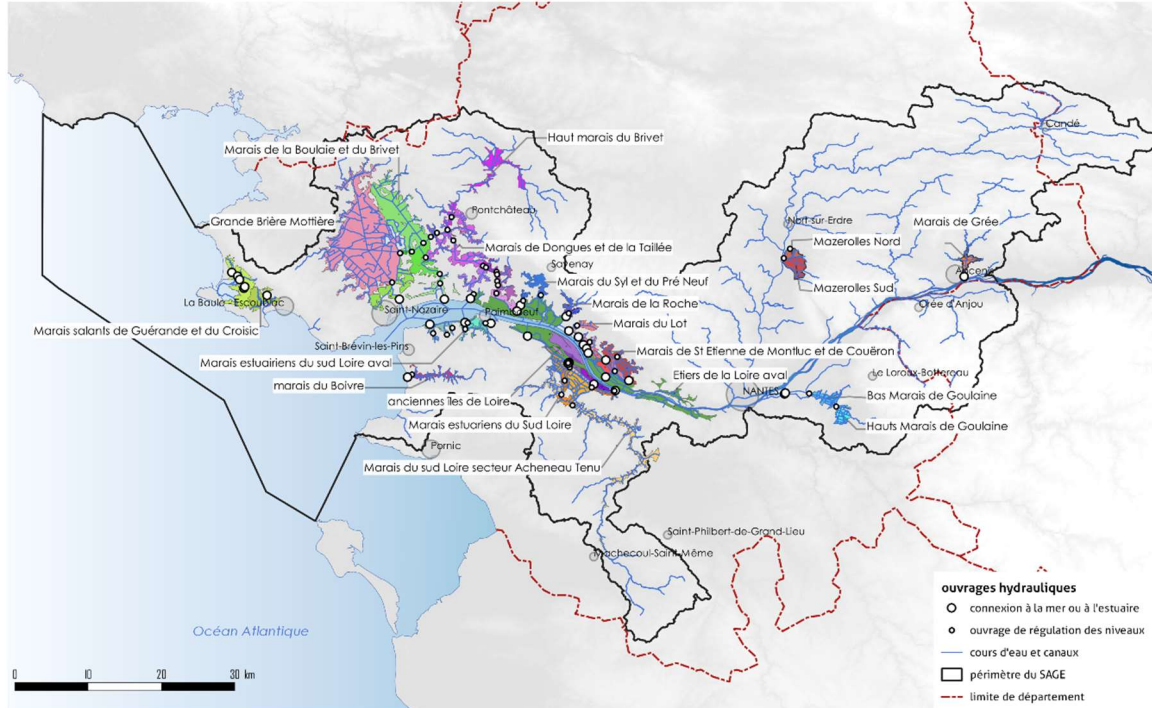 Candé
Haut marais du Brivet
Marais de la Boulaie et du Brivet
Pontchâteau
Grande Brière Mottière
Nort-sur-Erdre
Marais de Grée
Mazerolles Nord
Marais de Donges et de la Taillée
Savenay
Ancenis
Marais du Syl et du Pré Neuf
Mazerolles Sud
La Baule - Escoublac
Marais de la Roche
Orée d'Anjou
Saint-Nazaire
Paimboeuf
Marais du Lot
Marais salants de Guérande et du Croisic
Saint-Brévin-les-Pins
Marais de St Etienne de Montluc et de Couëron
Marais estuariens du sud Loire aval
Etiers de la Loire aval
Le Loroux-Bottereau
marais du Boivre
NANTES
Bas Marais de Goulaine
anciennes îles de Loire
Marais estuariens du Sud Loire
Hauts Marais de Goulaine
Pornic
Marais du sud Loire secteur Acheneau Tenu
Saint-Philbert-de-Grand-Lieu
Machecoul-Saint-Même
Océan Atlantique
ouvrages hydrauliques
connexion à la mer ou à l'estuaire
ouvrage de régulation des niveaux
cours d'eau et canaux
périmètre du SAGE
limite de département
0 10 20 30 km